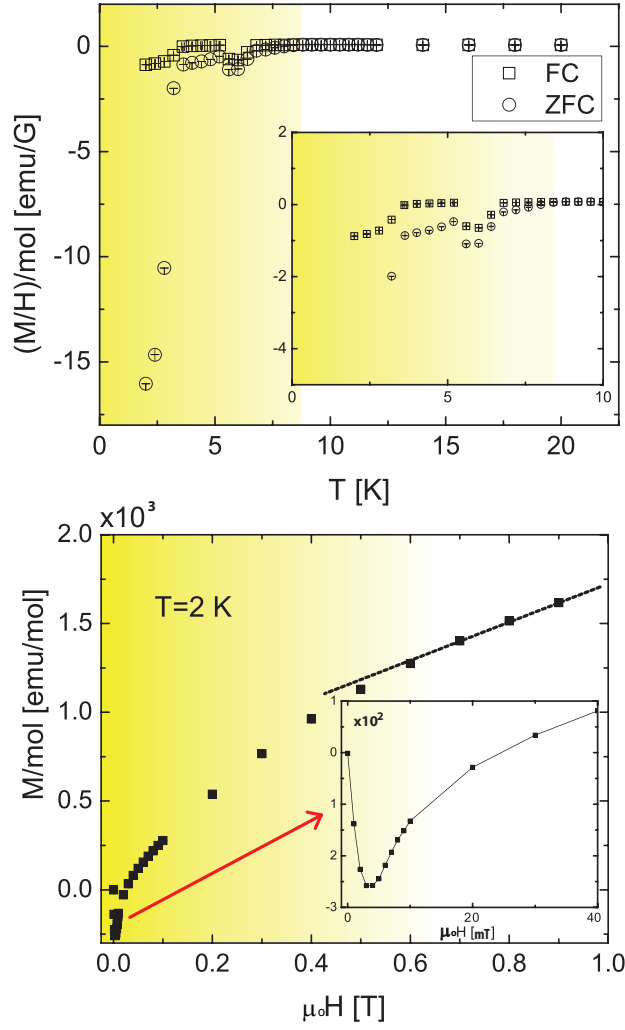 0
-5
-10
-15
(M/H)/mol [emu/G]
FC
ZFC
2
0
-2
-4
0 5 10
0 5 10 15 20
T [K]
x10³
2.0
1.5
1.0
0.5
0.0
M/mol [emu/mol]
T=2 K
1
x10²
0
1
2
-3
0 20 40
μ₀H [mT]
0.0 0.2 0.4 0.6 0.8 1.0
μ₀H [T]